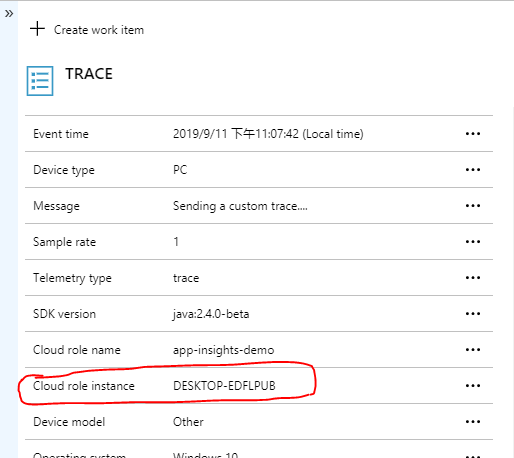 »
+ Create work item
TRACE
Event time 2019/9/11 下午11:07:42 (Local time) •••
Device type PC •••
Message Sending a custom trace.... •••
Sample rate 1 •••
Telemetry type trace •••
SDK version java:2.4.0-beta •••
Cloud role name app-insights-demo •••
Cloud role instance DESKTOP-EDFLPUB •••
Device model Other •••
Operating system Windows 10 •••